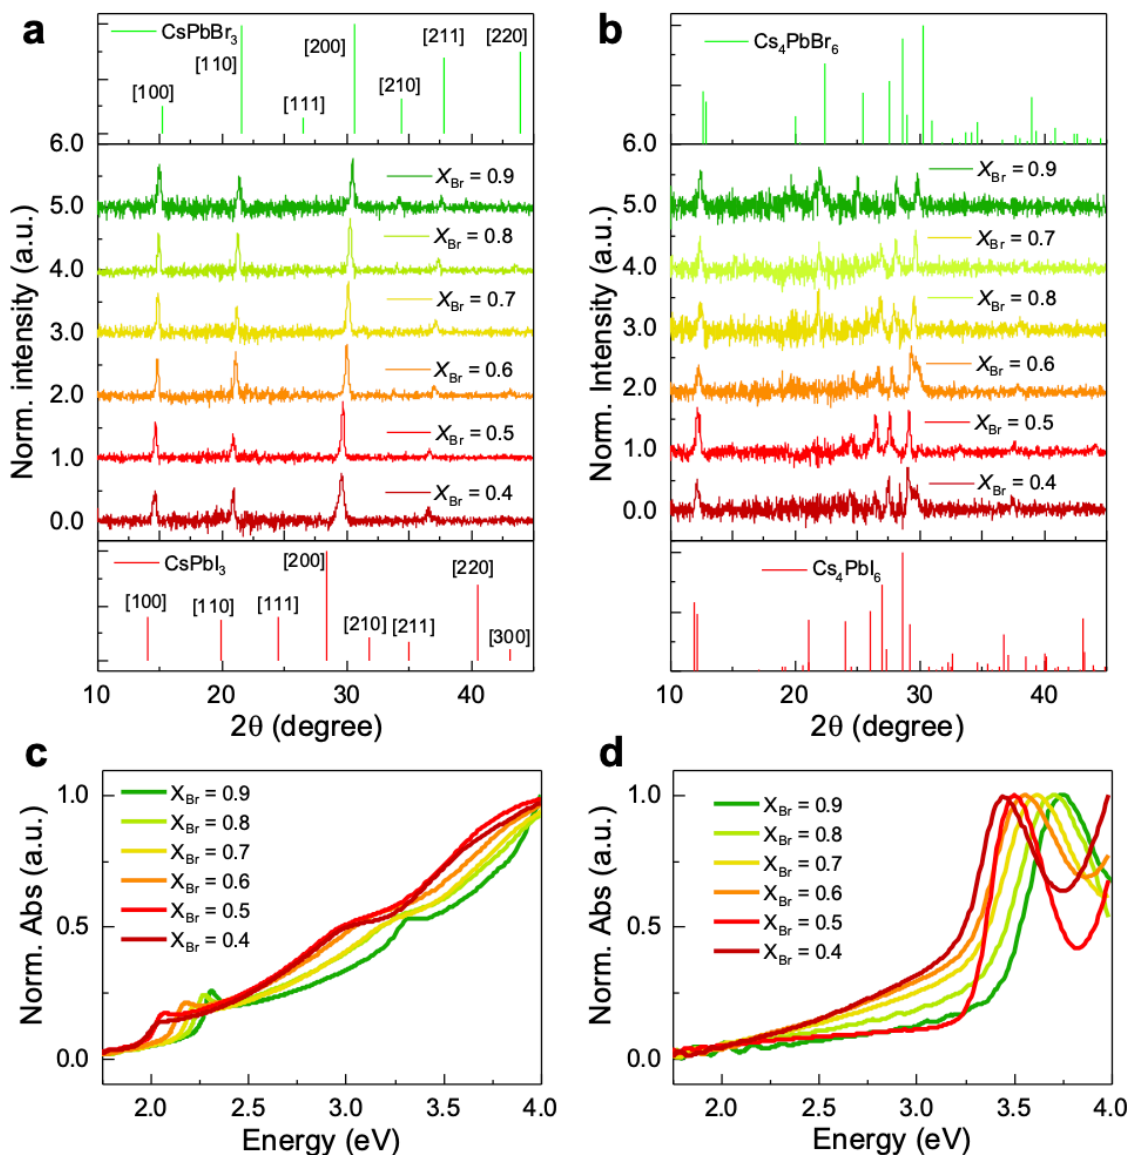 a
CsPbBr3
[100]
[110]
[111]
[200]
[210]
[211]
[220]
6.0
5.0
4.0
3.0
2.0
1.0
0.0
Norm. intensity (a.u.)
XBr = 0.9
XBr = 0.8
XBr = 0.7
XBr = 0.6
XBr = 0.5
XBr = 0.4
CsPbI3
[100]
[110]
[111]
[200]
[210]
[211]
[220]
[300]
10 20 30 40
2θ (degree)
b
Cs4PbBr6
6.0
5.0
4.0
3.0
2.0
1.0
0.0
Norm. Intensity (a.u.)
XBr = 0.9
XBr = 0.7
XBr = 0.8
XBr = 0.6
XBr = 0.5
XBr = 0.4
Cs4PbI6
10 20 30 40
2θ (degree)
c
1.0
0.5
0.0
Norm. Abs (a.u.)
XBr = 0.9
XBr = 0.8
XBr = 0.7
XBr = 0.6
XBr = 0.5
XBr = 0.4
2.0 2.5 3.0 3.5 4.0
Energy (eV)
d
1.0
0.5
0.0
Norm. Abs (a.u.)
XBr = 0.9
XBr = 0.8
XBr = 0.7
XBr = 0.6
XBr = 0.5
XBr = 0.4
2.0 2.5 3.0 3.5 4.0
Energy (eV)